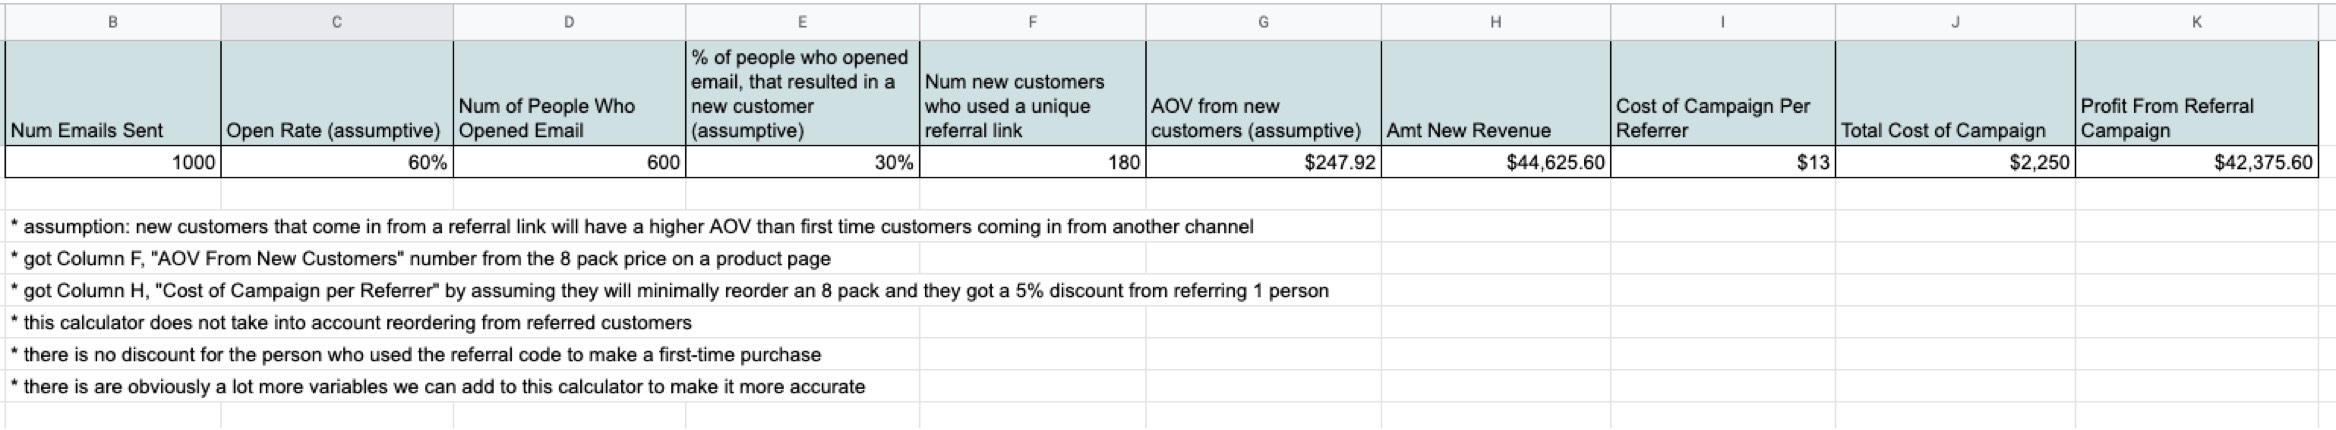 B C D E F G H I J K
% of people who opened
email, that resulted in a
Num new customers
Num of People Who
new customer
who used a unique
AOV from new
Cost of Campaign Per
Profit From Referral
Num Emails Sent
Open Rate (assumptive)
Opened Email
(assumptive)
referral link
customers (assumptive)
Amt New Revenue
Referrer
Total Cost of Campaign
Campaign
1000 60% 600 30% 180 $247.92 $44,625.60 $13 $2,250 $42,375.60
* assumption: new customers that come in from a referral link will have a higher AOV than first time customers coming in from another channel
* got Column F, "AOV From New Customers" number from the 8 pack price on a product page
* got Column H, "Cost of Campaign per Referrer" by assuming they will minimally reorder an 8 pack and they got a 5% discount from referring 1 person
* this calculator does not take into account reordering from referred customers
* there is no discount for the person who used the referral code to make a first-time purchase
* there is are obviously a lot more variables we can add to this calculator to make it more accurate